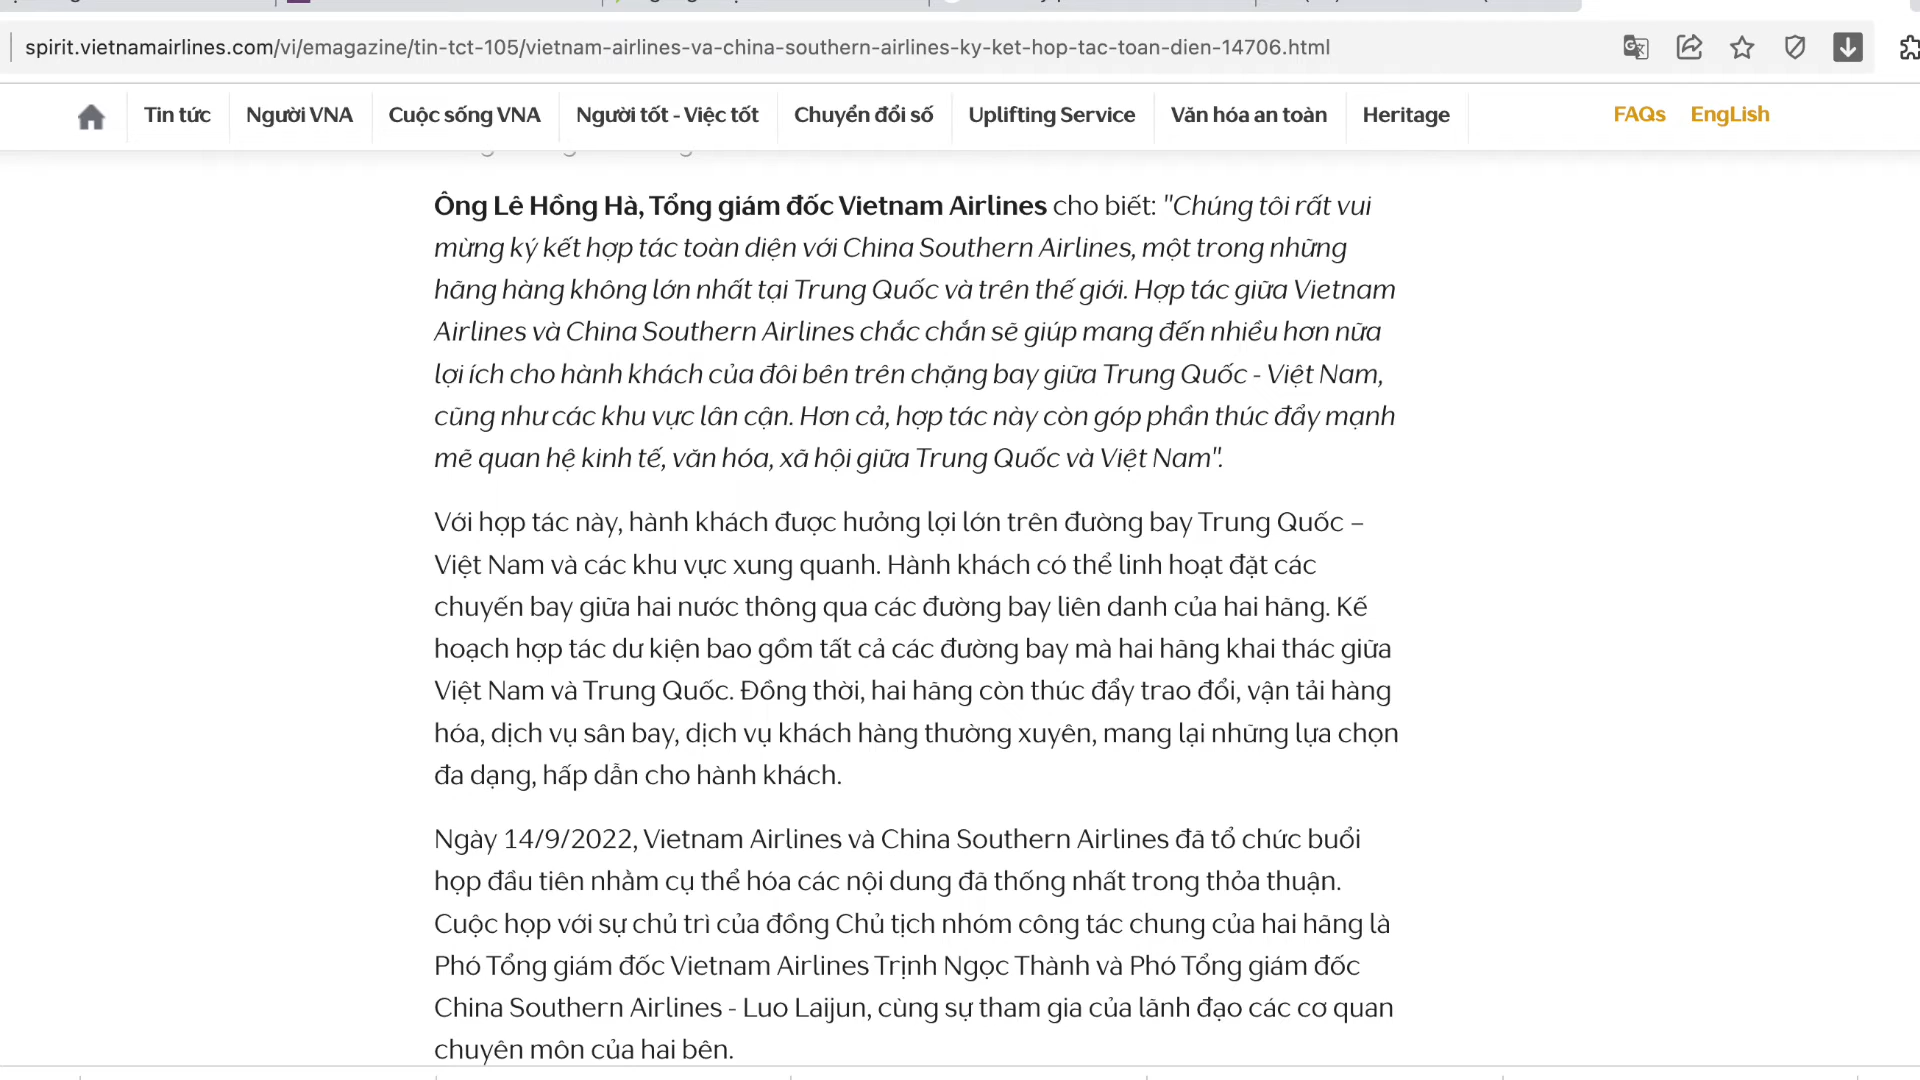 spirit.vietnamairlines.com/vi/emagazine/tin-tct-105/vietnam-airlines-va-china-southern-airlines-ky-ket-hop-tac-toan-dien-14706.html
Tin tức Người VNA Cuộc sống VNA Người tốt - Việc tốt Chuyển đổi số Uplifting Service Văn hóa an toàn Heritage FAQs EngLish
Ông Lê Hồng Hà, Tổng giám đốc Vietnam Airlines cho biết: "Chúng tôi rất vui
mừng ký kết hợp tác toàn diện với China Southern Airlines, một trong những
hãng hàng không lớn nhất tại Trung Quốc và trên thế giới. Hợp tác giữa Vietnam
Airlines và China Southern Airlines chắc chắn sẽ giúp mang đến nhiều hơn nữa
lợi ích cho hành khách của đôi bên trên chặng bay giữa Trung Quốc - Việt Nam,
cũng như các khu vực lân cận. Hơn cả, hợp tác này còn góp phần thúc đẩy mạnh
mẽ quan hệ kinh tế, văn hóa, xã hội giữa Trung Quốc và Việt Nam".
Với hợp tác này, hành khách được hưởng lợi lớn trên đường bay Trung Quốc –
Việt Nam và các khu vực xung quanh. Hành khách có thể linh hoạt đặt các
chuyến bay giữa hai nước thông qua các đường bay liên danh của hai hãng. Kế
hoạch hợp tác dư kiện bao gồm tất cả các đường bay mà hai hãng khai thác giữa
Việt Nam và Trung Quốc. Đồng thời, hai hãng còn thúc đẩy trao đổi, vận tải hàng
hóa, dịch vụ sân bay, dịch vụ khách hàng thường xuyên, mang lại những lựa chọn
đa dạng, hấp dẫn cho hành khách.
Ngày 14/9/2022, Vietnam Airlines và China Southern Airlines đã tổ chức buổi
họp đầu tiên nhằm cụ thể hóa các nội dung đã thống nhất trong thỏa thuận.
Cuộc họp với sự chủ trì của đồng Chủ tịch nhóm công tác chung của hai hãng là
Phó Tổng giám đốc Vietnam Airlines Trịnh Ngọc Thành và Phó Tổng giám đốc
China Southern Airlines - Luo Laijun, cùng sự tham gia của lãnh đạo các cơ quan
chuyên môn của hai bên.